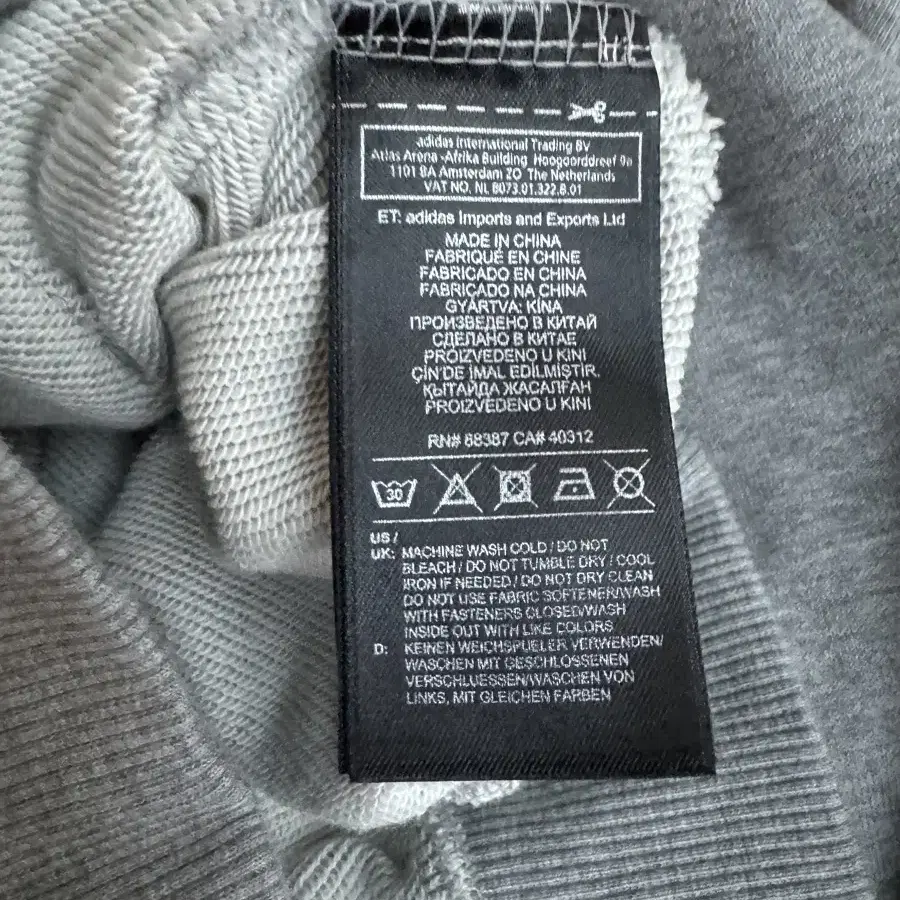 adidas International Trading BV
Atlas Arena -Afrika Building Hoogoorddreef 9a
1101 BA Amsterdam ZO The Netherlands
VAT NO. NL 8073.01.322.B.01
ET: adidas Imports and Exports Ltd
MADE IN CHINA
FABRIQUÉ EN CHINE
FABRICADO EN CHINA
FABRICADO NA CHINA
GYÁRTVA: KÍNA
ПРОИЗВЕДЕНО В КИТАЙ
СДЕЛАНО В КИТАЕ
PROIZVEDENO U KINI
ÇİN'DE İMAL EDİLMİŞTİR.
ҚЫТАЙДА ЖАСАЛҒАН
PROIZVEDENO U KINI
RN# 88387 CA# 40312
30
US /
UK: MACHINE WASH COLD / DO NOT
BLEACH / DO NOT TUMBLE DRY / COOL
IRON IF NEEDED / DO NOT DRY CLEAN
DO NOT USE FABRIC SOFTENER/WASH
WITH FASTENERS CLOSED/WASH
INSIDE OUT WITH LIKE COLORS
D: KEINEN WEICHSPUELER VERWENDEN/
WASCHEN MIT GESCHLOSSENEN
VERSCHLUESSEN/WASCHEN VON
LINKS, MIT GLEICHEN FARBEN